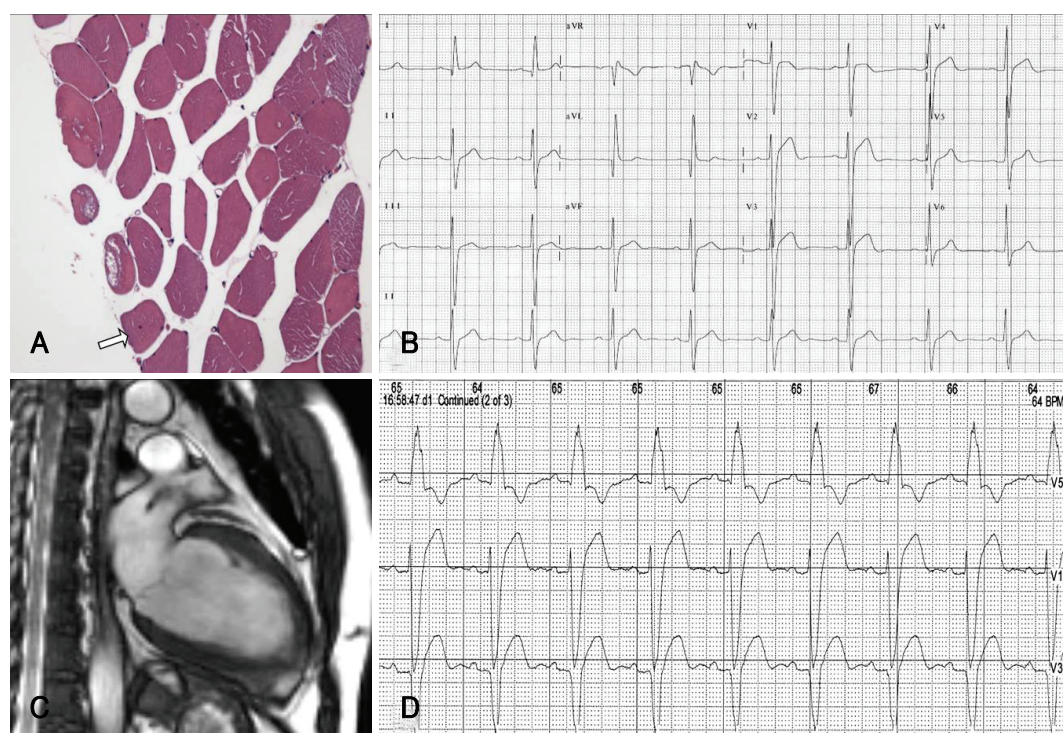 A
I aVR V1 V4
II aVL V2 V5
III aVF V3 V6
II
B
C
65 64 65 65 65 66 67 66 64
16:58:47 d1 Continued (2 of 3) 64 BPM
V5
V1
V3
D